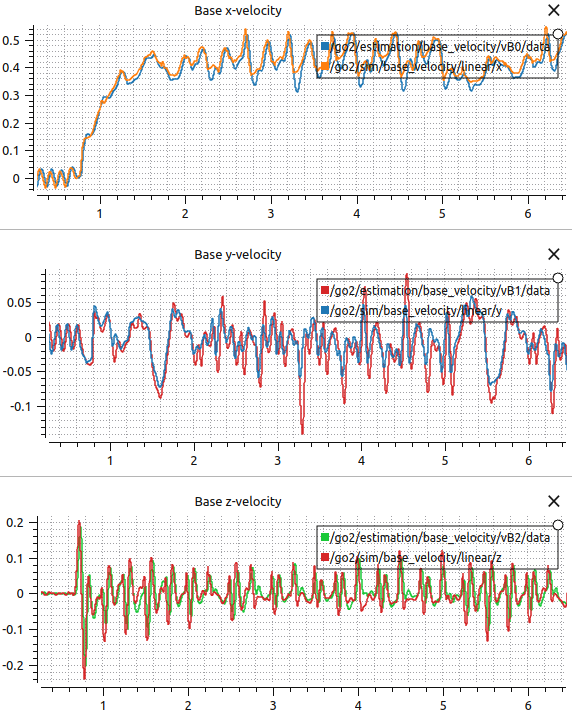 Base x-velocity
0.5
/go2/estimation/base_velocity/vB0/data
0.4
/go2/sim/base_velocity/linear/x
0.3
0.2
0.1
0
1 2 3 4 5 6
Base y-velocity
/go2/estimation/base_velocity/vB1/data
0.05
/go2/sim/base_velocity/linear/y
0
-0.05
-0.1
1 2 3 4 5 6
Base z-velocity
0.2
/go2/estimation/base_velocity/vB2/data
0.1
/go2/sim/base_velocity/linear/z
0
-0.1
-0.2
1 2 3 4 5 6